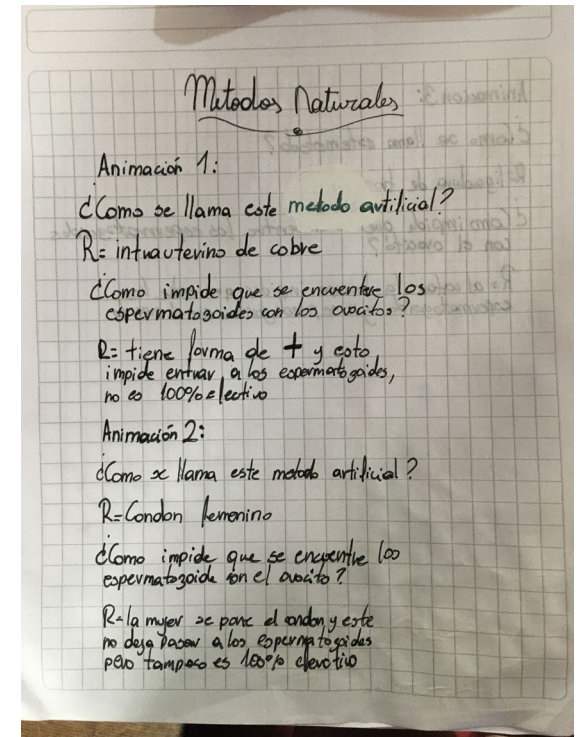 Metodos Naturales
Animación 1:
¿Como se llama este metodo artificial?
R= intrauterino de cobre
¿Como impide que se encuentre los
espermatozoides con los ovocitos?
R= tiene forma de + y esto
impide entrar a los espermatozoides,
no es 100% efectivo
Animación 2:
¿Como se llama este metodo artificial?
R=Condon femenino
¿Como impide que se encuentre los
espermatozoide con el ovocito?
R=la mujer se pone el condon y este
no deja pasar a los espermatozoides
pero tampoco es 100% efectivo